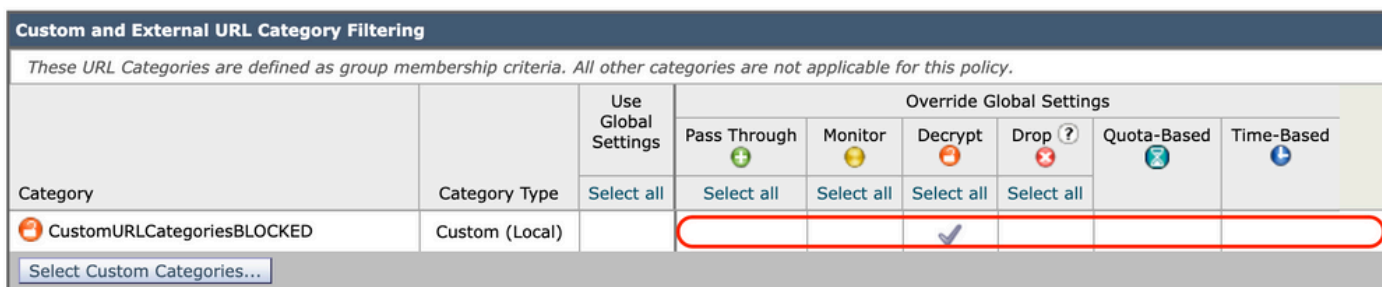 Custom and External URL Category Filtering
These URL Categories are defined as group membership criteria. All other categories are not applicable for this policy.
Category
Category Type
Use Global Settings
Select all
Override Global Settings
Pass Through
Select all
Monitor
Select all
Decrypt
Select all
Drop ?
Select all
Quota-Based
Time-Based
CustomURLCategoriesBLOCKED
Custom (Local)
Select Custom Categories...